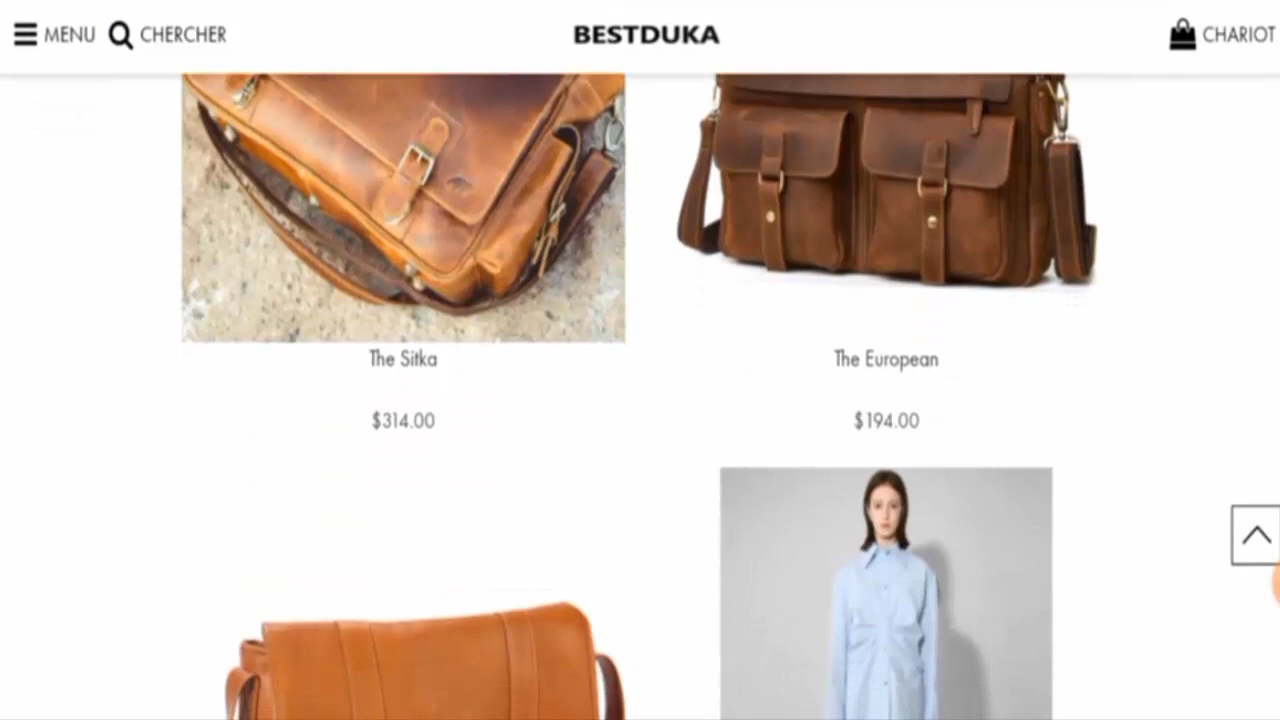 MENU CHERCHER BESTDUKA CHARIOT
The Sitka The European
$314.00 $194.00